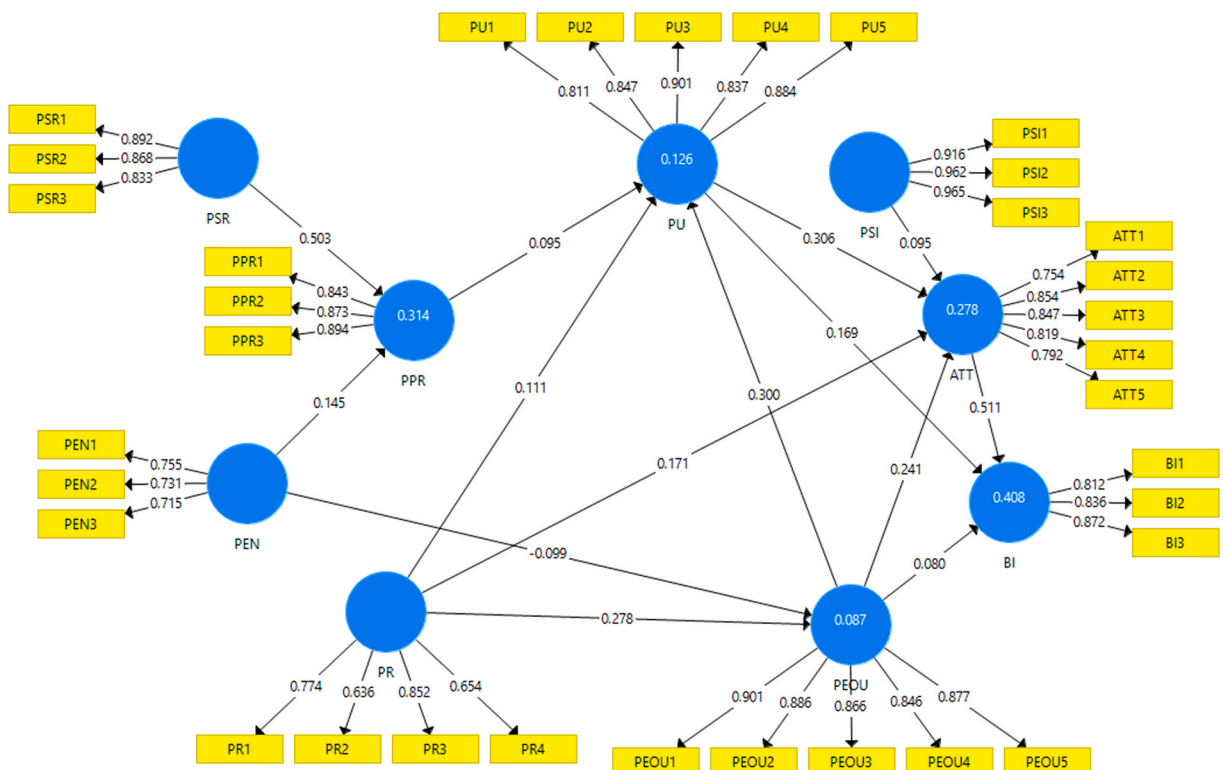 PU1 PU2 PU3 PU4 PU5
0.811 0.847 0.901 0.837 0.884
0.126
PU
PSR1
PSR2
PSR3
0.892
0.868
0.833
PSR
0.503
PSI1
PSI2
PSI3
0.916
0.962
0.965
PSI
0.095
0.095
0.306
PPR1
PPR2
PPR3
0.843
0.873
0.894
0.314
PPR
ATT1
ATT2
ATT3
ATT4
ATT5
0.754
0.854
0.847
0.819
0.792
0.278
ATT
0.169
0.145
0.111
0.300
0.171
0.241
0.511
PEN1
PEN2
PEN3
0.755
0.731
0.715
PEN
BI1
BI2
BI3
0.812
0.836
0.872
0.408
BI
-0.099
0.080
0.278
PR
0.087
PEOU
0.774 0.636 0.852 0.654
PR1 PR2 PR3 PR4
0.901 0.886 0.866 0.846 0.877
PEOU1 PEOU2 PEOU3 PEOU4 PEOU5